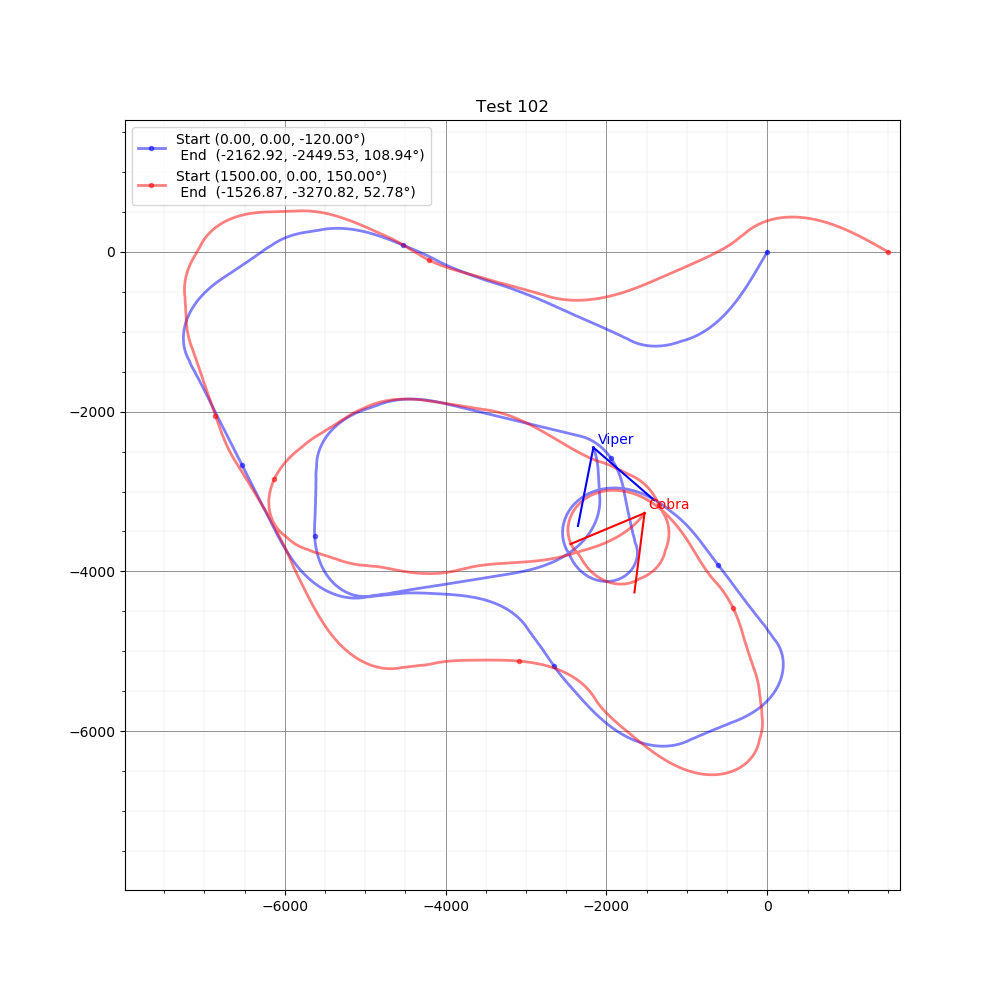 Test 102
Start (0.00, 0.00, -120.00°)
End (-2162.92, -2449.53, 108.94°)
Start (1500.00, 0.00, 150.00°)
End (-1526.87, -3270.82, 52.78°)
0
−2000
−4000
−6000
Viper
Cobra
−6000 −4000 −2000 0